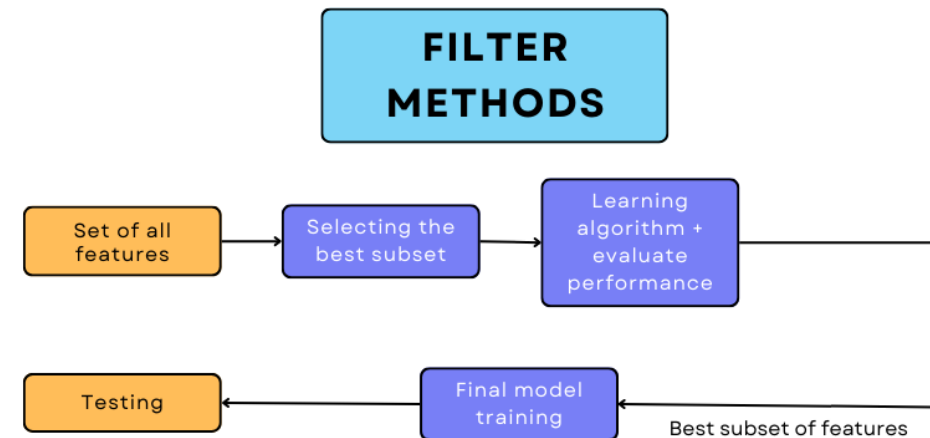 FILTER
METHODS
Set of all
features
Selecting the
best subset
Learning
algorithm +
evaluate
performance
Testing
Final model
training
Best subset of features